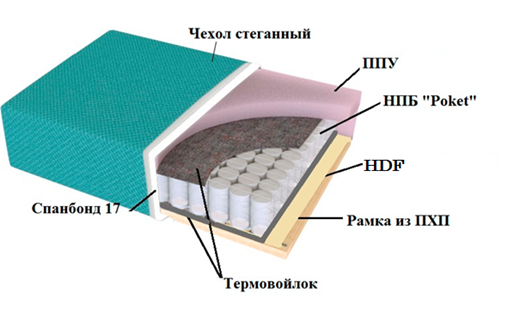 Чехол стеганный
ППУ
НПБ "Poket"
HDF
Спанбонд 17
Рамка из ПХП
Термовойлок